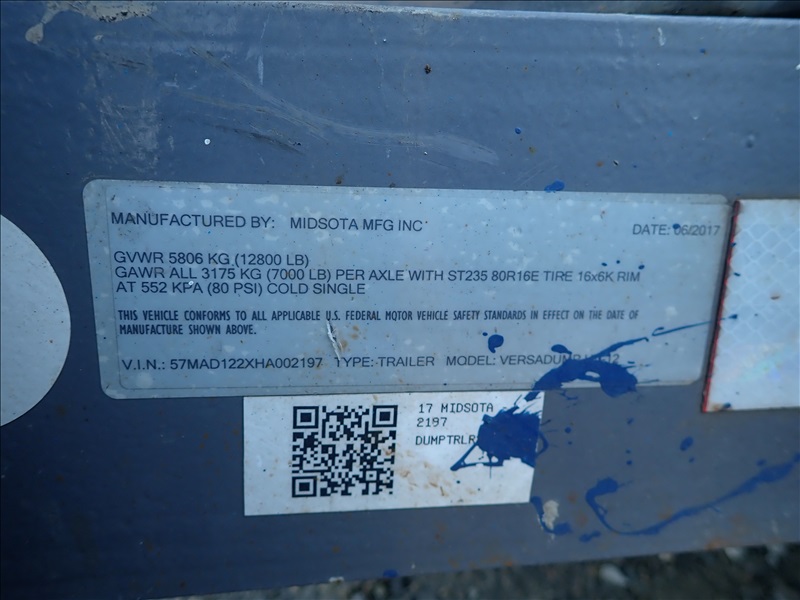 MANUFACTURED BY: MIDSOTA MFG INC
DATE: 06/2017
GVWR 5806 KG (12800 LB)
GAWR ALL 3175 KG (7000 LB) PER AXLE WITH ST235 80R16E TIRE 16x6K RIM
AT 552 KPA (80 PSI) COLD SINGLE
THIS VEHICLE CONFORMS TO ALL APPLICABLE U.S. FEDERAL MOTOR VEHICLE SAFETY STANDARDS IN EFFECT ON THE DATE OF
MANUFACTURE SHOWN ABOVE.
V.I.N.: 57MAD122XHA002197 TYPE: TRAILER MODEL: VERSADUMP
17 MIDSOTA
2197
DUMPTRLR